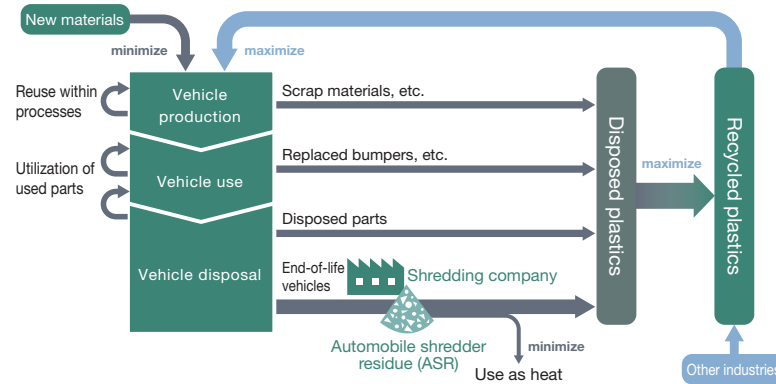 New materials
minimize
maximize
Reuse within
processes
Vehicle
production
Scrap materials, etc.
Utilization of
used parts
Vehicle use
Replaced bumpers, etc.
Disposed parts
Vehicle disposal
End-of-life
vehicles
Shredding company
Automobile shredder
residue (ASR)
minimize
Use as heat
Disposed plastics
maximize
Recycled plastics
Other industries